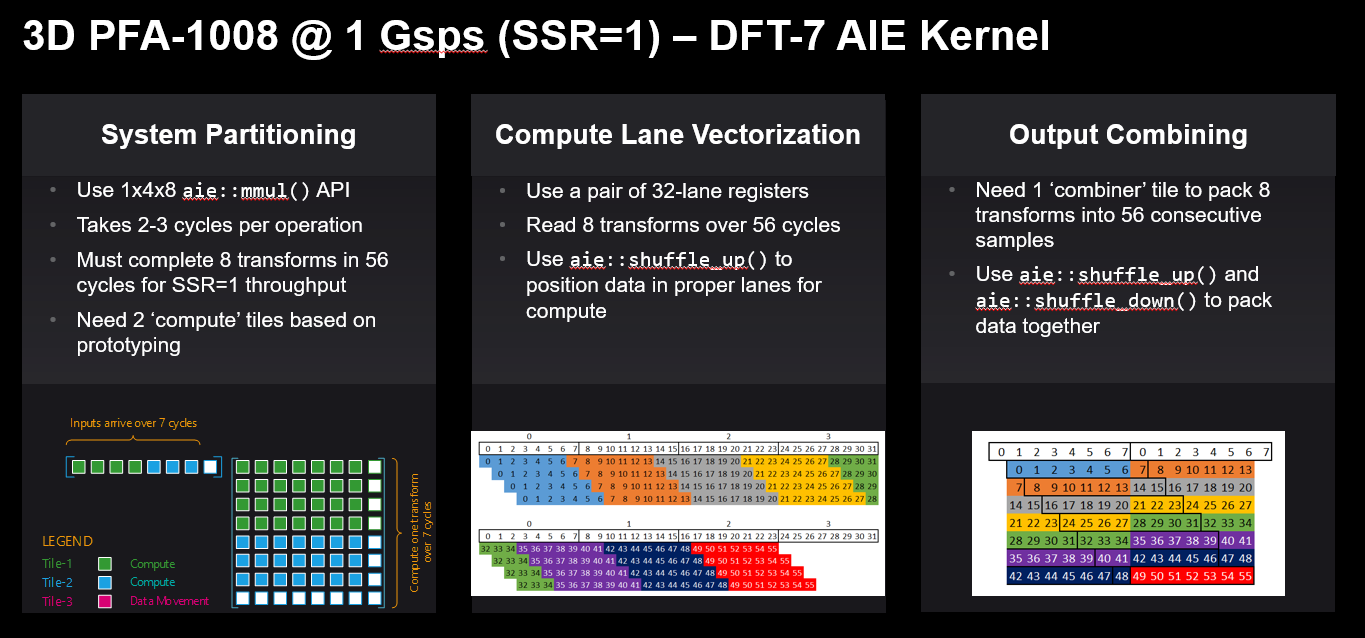 3D PFA-1008 @ 1 Gsps (SSR=1) – DFT-7 AIE Kernel
System Partitioning
• Use 1x4x8 aie::mmul() API
• Takes 2-3 cycles per operation
• Must complete 8 transforms in 56
cycles for SSR=1 throughput
• Need 2 ‘compute’ tiles based on
prototyping
Inputs arrive over 7 cycles
Compute one transform
over 7 cycles
LEGEND
Tile-1 Compute
Tile-2 Compute
Tile-3 Data Movement
Compute Lane Vectorization
• Use a pair of 32-lane registers
• Read 8 transforms over 56 cycles
• Use aie::shuffle_up() to
position data in proper lanes for
compute
0 1 2 3
0 1 2 3 4 5 6 7 8 9 10 11 12 13 14 15 16 17 18 19 20 21 22 23 24 25 26 27 28 29 30 31
0 1 2 3 4 5 6 7 8 9 10 11 12 13 14 15 16 17 18 19 20 21 22 23 24 25 26 27 28 29 30 31
0 1 2 3 4 5 6 7 8 9 10 11 12 13 14 15 16 17 18 19 20 21 22 23 24 25 26 27 28 29 30
0 1 2 3 4 5 6 7 8 9 10 11 12 13 14 15 16 17 18 19 20 21 22 23 24 25 26 27 28 29
0 1 2 3 4 5 6 7 8 9 10 11 12 13 14 15 16 17 18 19 20 21 22 23 24 25 26 27 28
0 1 2 3
0 1 2 3 4 5 6 7 8 9 10 11 12 13 14 15 16 17 18 19 20 21 22 23 24 25 26 27 28 29 30 31
32 33 34 35 36 37 38 39 40 41 42 43 44 45 46 47 48 49 50 51 52 53 54 55
32 33 34 35 36 37 38 39 40 41 42 43 44 45 46 47 48 49 50 51 52 53 54 55
32 33 34 35 36 37 38 39 40 41 42 43 44 45 46 47 48 49 50 51 52 53 54 55
32 33 34 35 36 37 38 39 40 41 42 43 44 45 46 47 48 49 50 51 52 53 54 55
Output Combining
• Need 1 ‘combiner’ tile to pack 8
transforms into 56 consecutive
samples
• Use aie::shuffle_up() and
aie::shuffle_down() to pack
data together
0 1 2 3 4 5 6 7 0 1 2 3 4 5 6 7
0 1 2 3 4 5 6 7 8 9 10 11 12 13
7 8 9 10 11 12 13 14 15 16 17 18 19 20
14 15 16 17 18 19 20 21 22 23 24 25 26 27
21 22 23 24 25 26 27 28 29 30 31 32 33 34
28 29 30 31 32 33 34 35 36 37 38 39 40 41
35 36 37 38 39 40 41 42 43 44 45 46 47 48
42 43 44 45 46 47 48 49 50 51 52 53 54 55